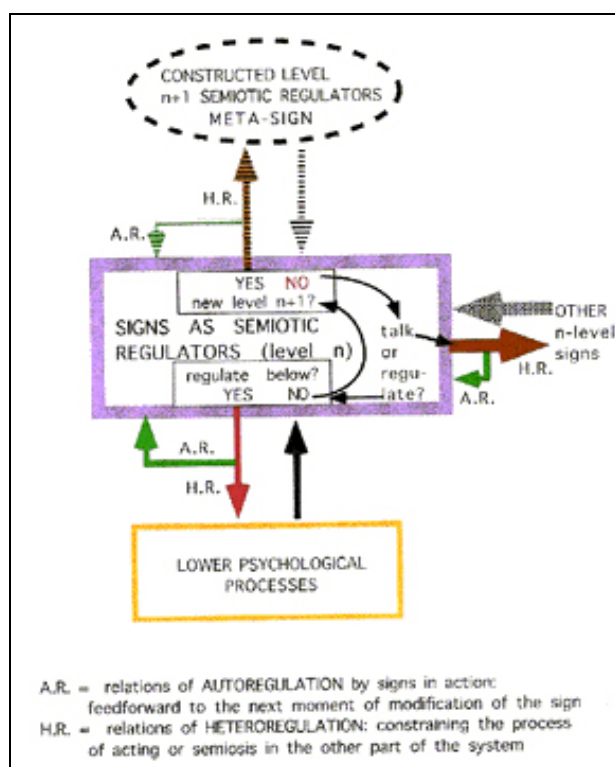 CONSTRUCTED LEVEL
n+1 SEMIOTIC REGULATORS
META-SIGN
H.R.
A.R.
YES NO
new level n+1?
SIGNS AS SEMIOTIC
REGULATORS (level n)
talk
or
regu-
late?
OTHER
n-level
signs
H.R.
A.R.
regulate below?
YES NO
A.R.
H.R.
LOWER PSYCHOLOGICAL
PROCESSES
A.R. = relations of AUTOREGULATION by signs in action:
feedforward to the next moment of modification of the sign
H.R. = relations of HETEROREGULATION: constraining the process
of acting or semiosis in the other part of the system